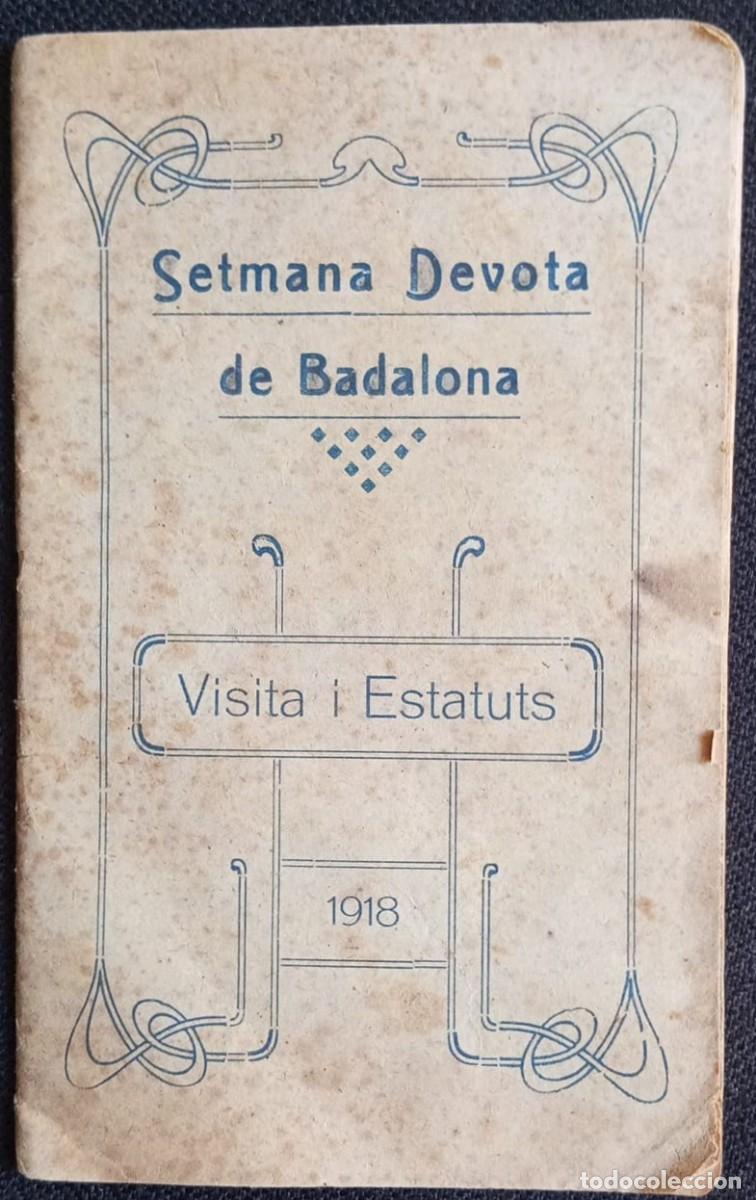 Setmana Devota
de Badalona
Visita i Estatuts
1918
todocoleccion